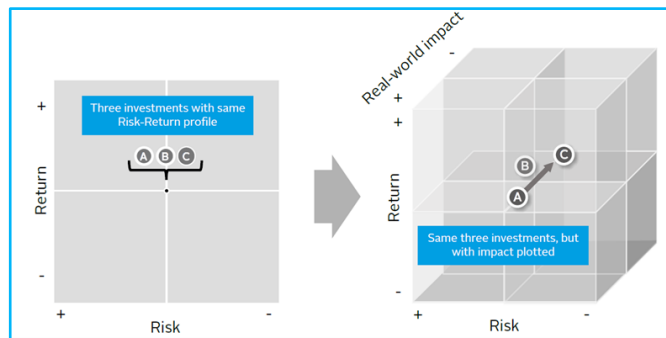 Three investments with same
Risk-Return profile
A B C
+
Return
-
+
Risk
-
Real-world impact
-
+
+
Return
-
A
B
C
Same three investments, but
with impact plotted
+
Risk
-